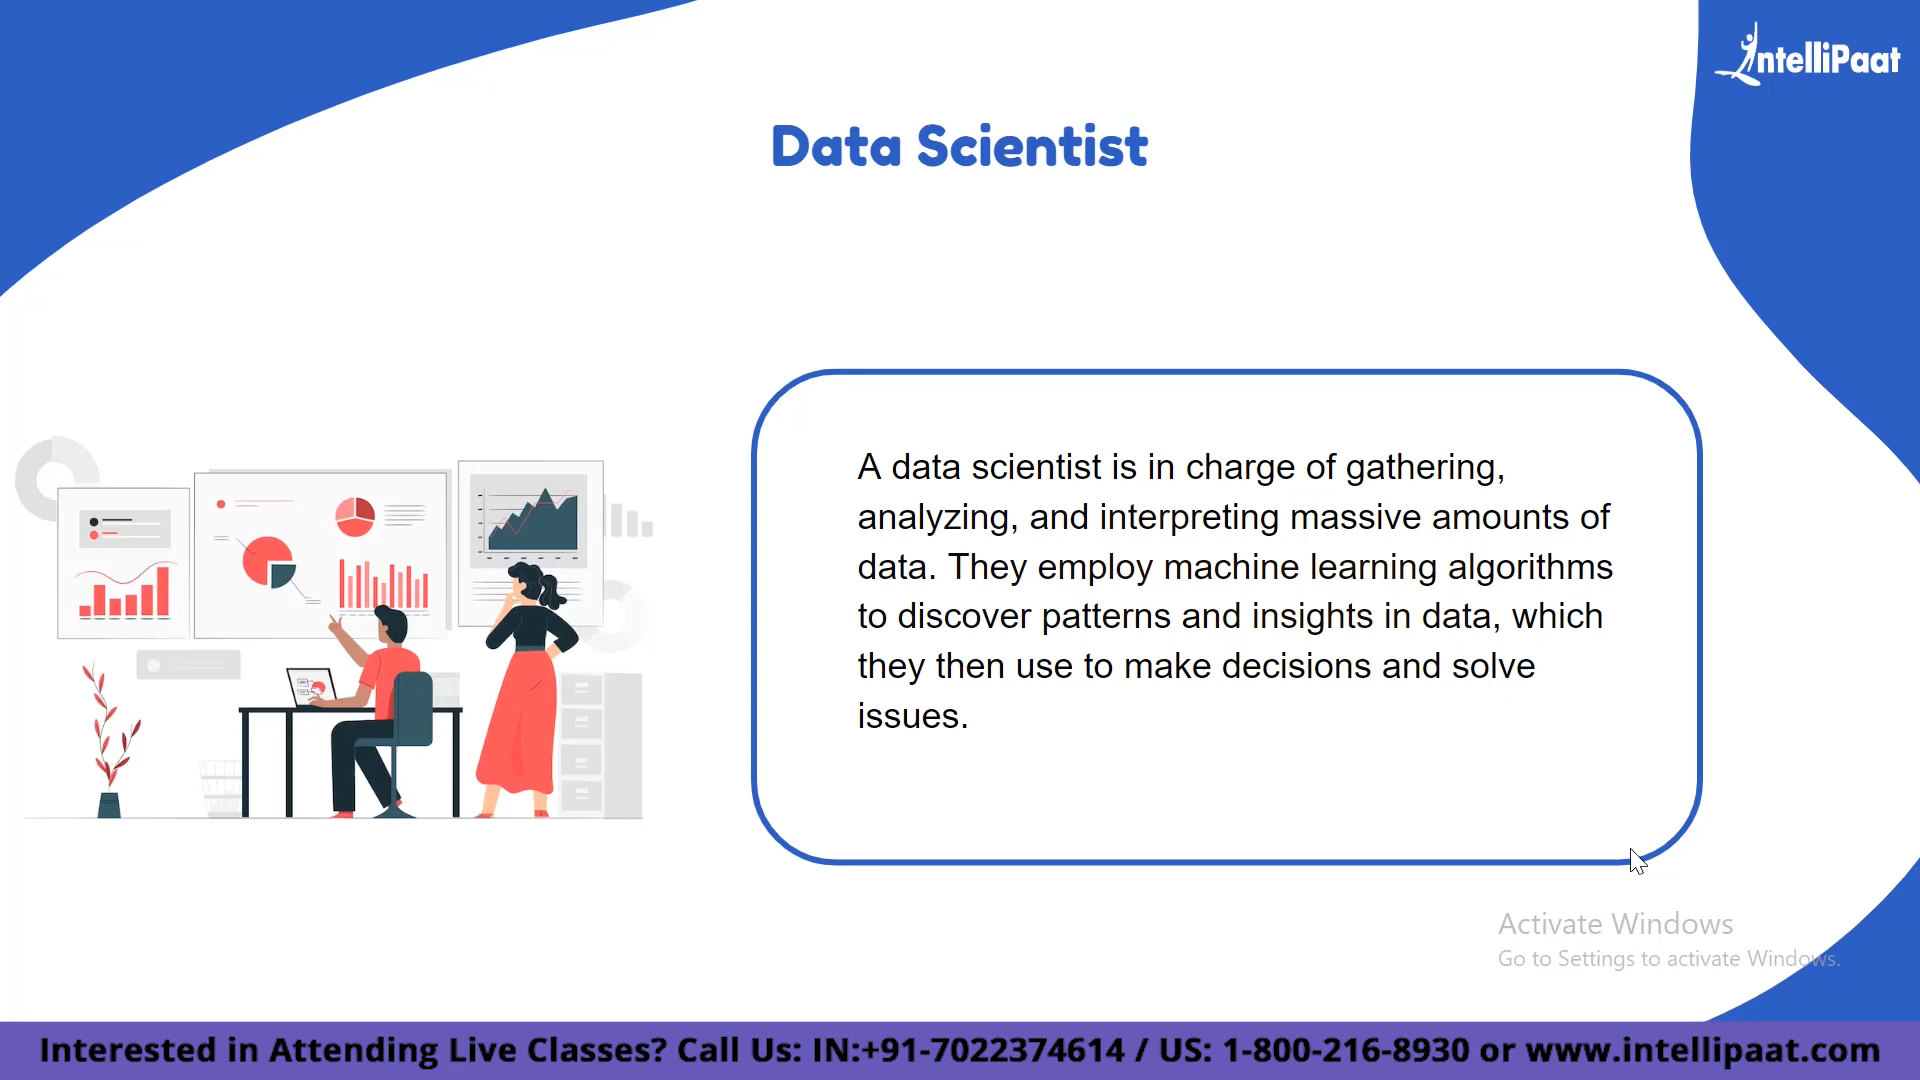 IntelliPaat
Data Scientist
A data scientist is in charge of gathering,
analyzing, and interpreting massive amounts of
data. They employ machine learning algorithms
to discover patterns and insights in data, which
they then use to make decisions and solve
issues.
Activate Windows
Go to Settings to activate Windows.
Interested in Attending Live Classes? Call Us: IN:+91-7022374614 / US: 1-800-216-8930 or www.intellipaat.com